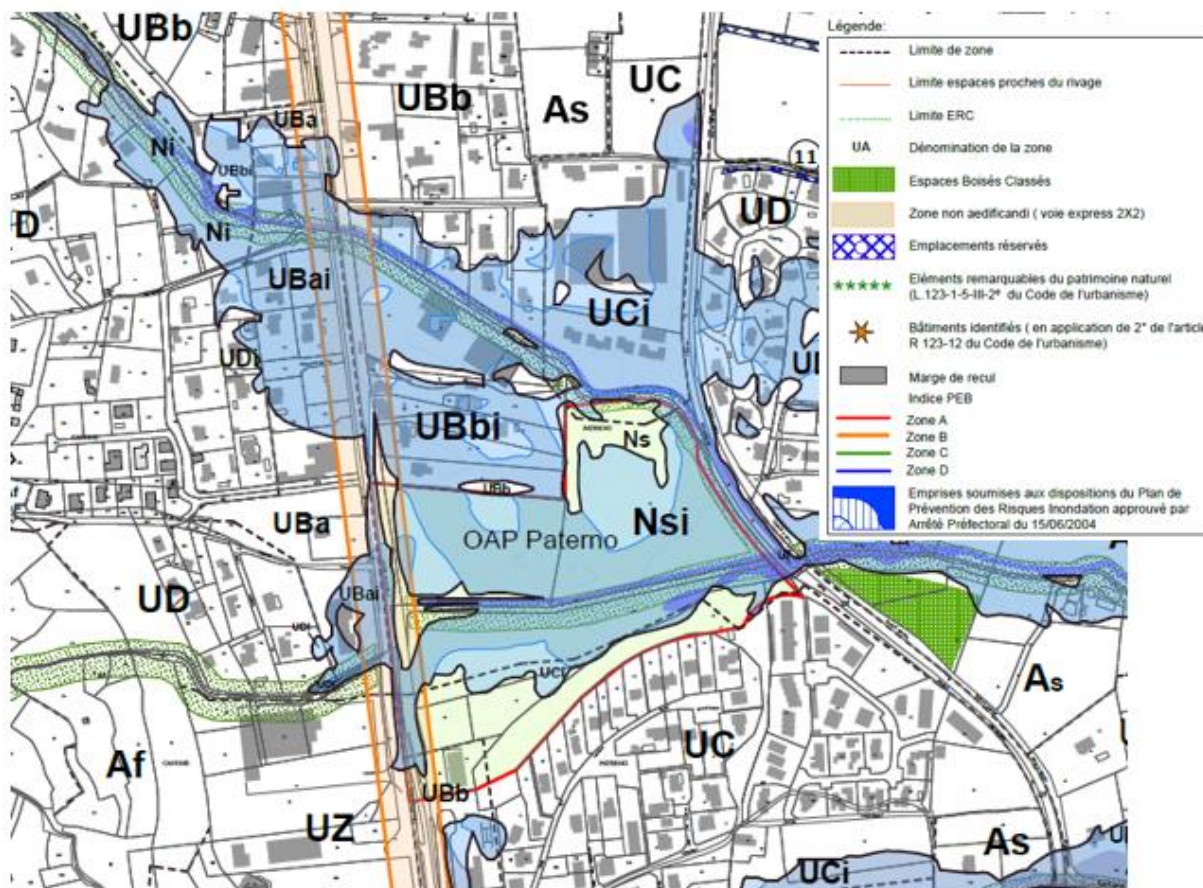 UBb
UBb
UC
As
UBa
Ni
UBbi
11
D
Ni
UD
UBai
UCi
UBbi
Ns
UBb
Nsi
UBa
OAP Paterno
UD
UBai
UDi
UCi
As
Af
UC
UBb
UZ
As
UCi
Légende:
Limite de zone
Limite espaces proches du rivage
Limite ERC
UA Dénomination de la zone
Espaces Boisés Classés
Zone non aedificandi ( voie express 2X2)
Emplacements réservés
Eléments remarquables du patrimoine naturel
(L.123-1-5-III-2° du Code de l'urbanisme)
Bâtiments identifiés ( en application de 2° de l'article
R 123-12 du Code de l'urbanisme)
Marge de recul
Indice PEB
Zone A
Zone B
Zone C
Zone D
Emprises soumises aux dispositions du Plan de
Prévention des Risques Inondation approuvé par
Arrêté Préfectoral du 15/06/2004